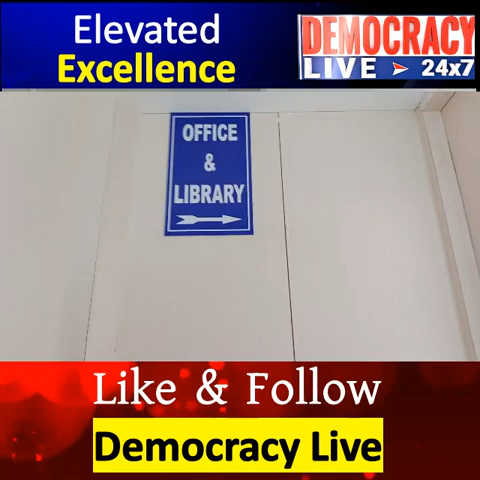 Elevated
Excellence
DEMOCRACY
LIVE ➤ 24x7
OFFICE
&
LIBRARY
Like & Follow
Democracy Live